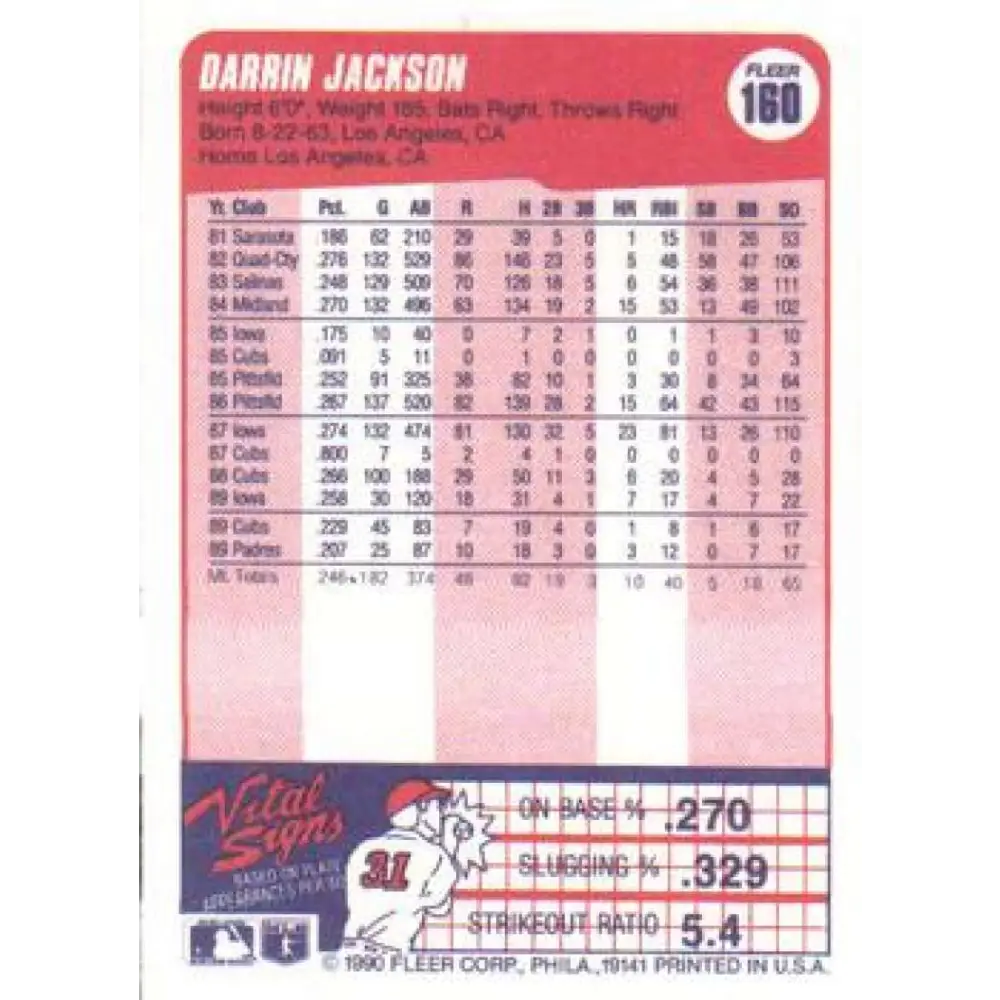 DARRIN JACKSON
FLEER
160
Height 6'0", Weight 185, Bats Right, Throws Right
Born 8-22-63, Los Angeles, CA
Home Los Angeles, CA
Yr. Club Pct. G AB R H 2B 3B HR RBI SB BB SO
81 Sarasota .186 62 210 29 39 5 0 1 15 18 26 53
82 Quad-Cty .276 132 529 86 146 23 5 5 48 58 47 106
83 Salinas .248 129 509 70 126 18 5 6 54 36 38 111
84 Midland .270 132 496 63 134 19 2 15 53 13 49 102
85 Iowa .175 10 40 0 7 2 1 0 1 1 3 10
85 Cubs .091 5 11 0 1 0 0 0 0 0 0 3
85 Pittsfld .252 91 325 38 82 10 1 3 30 8 34 64
86 Pittsfld .267 137 520 82 139 28 2 15 64 42 43 115
87 Iowa .274 132 474 81 130 32 5 23 81 13 26 110
87 Cubs .800 7 5 2 4 1 0 0 0 0 0 0
88 Cubs .266 100 188 29 50 11 3 6 20 4 5 28
89 Iowa .258 30 120 18 31 4 1 7 17 4 7 22
89 Cubs .229 45 83 7 19 4 0 1 8 1 6 17
89 Padres .207 25 87 10 18 3 0 3 12 0 7 17
M.L. Totals .246 182 374 48 92 19 3 10 40 5 18 65
Vital Signs
BASED ON PLATE
APPEARANCES PER SO
31
ON BASE % .270
SLUGGING % .329
STRIKEOUT RATIO 5.4
© 1990 FLEER CORP., PHILA., 19141 PRINTED IN U.S.A.